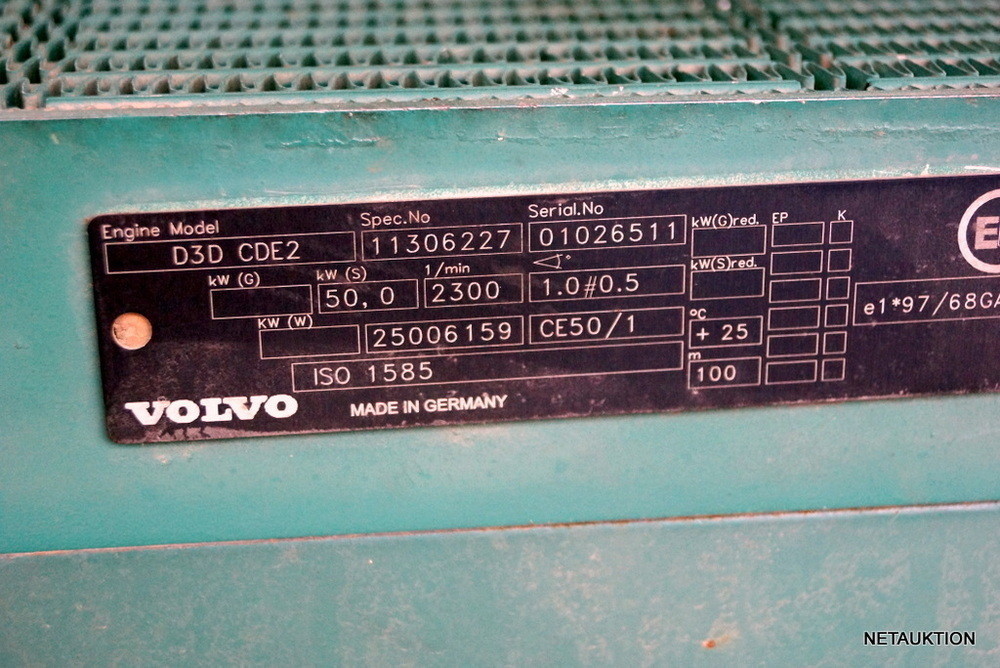 Engine Model Spec.No Serial.No kW(G)red. EP K
D3D CDE2 11306227 01026511
kW (G) kW (S) 1/min ° kW(S)red.
50,0 2300 1.0#0.5
KW (W) °C e1*97/68GA
25006159 CE50/1 + 25
m
ISO 1585 100
VOLVO MADE IN GERMANY
NETAUKTION